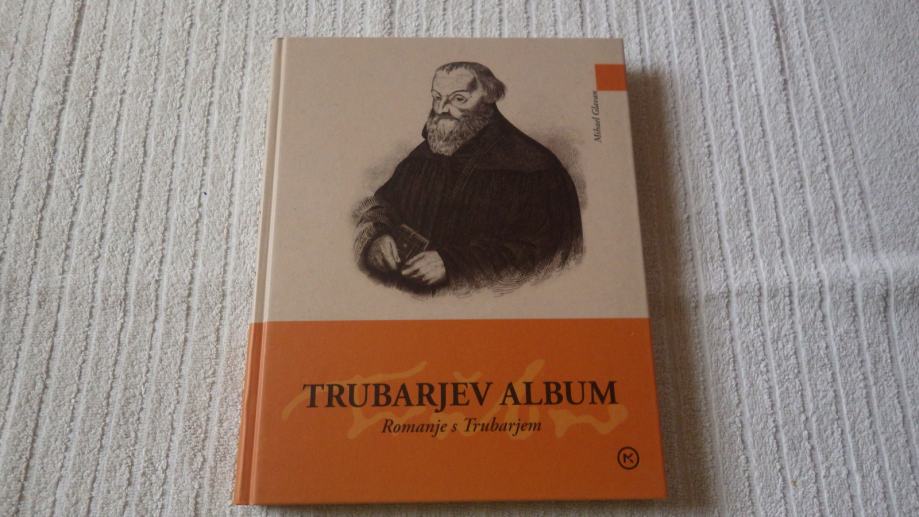 Mihael Glavan
TRUBARJEV ALBUM
Romanje s Trubarjem